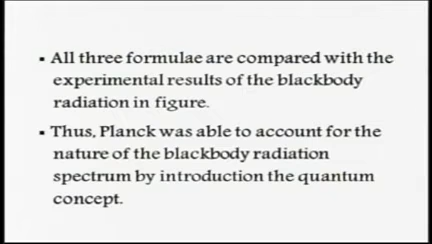 ▪ All three formulae are compared with the
experimental results of the blackbody
radiation in figure.
▪ Thus, Planck was able to account for the
nature of the blackbody radiation
spectrum by introduction the quantum
concept.